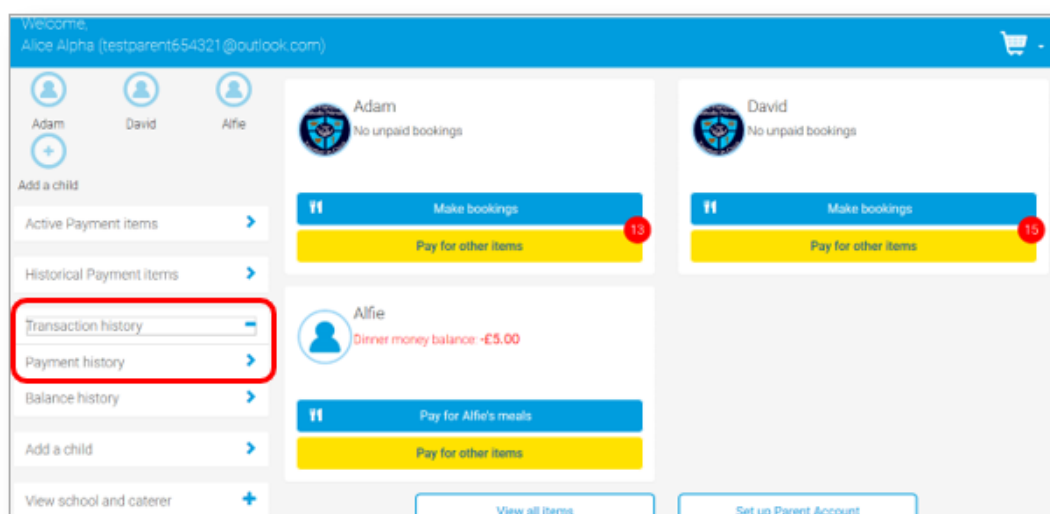 Welcome,
Alice Alpha (testparent654321@outlook.com)
Adam
David
Alfie
Add a child
Active Payment items
Historical Payment items
Transaction history
Payment history
Balance history
Add a child
View school and caterer
Adam
No unpaid bookings
Make bookings
13
Pay for other items
David
No unpaid bookings
Make bookings
15
Pay for other items
Alfie
Dinner money balance: -£5.00
Pay for Alfie's meals
Pay for other items
View all items
Set up Parent Account